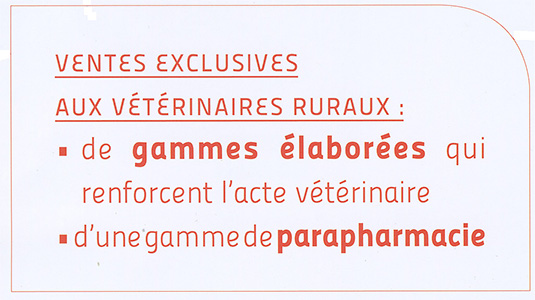 VENTES EXCLUSIVES
AUX VÉTÉRINAIRES RURAUX :
▪ de gammes élaborées qui
renforcent l'acte vétérinaire
▪ d'une gamme de parapharmacie